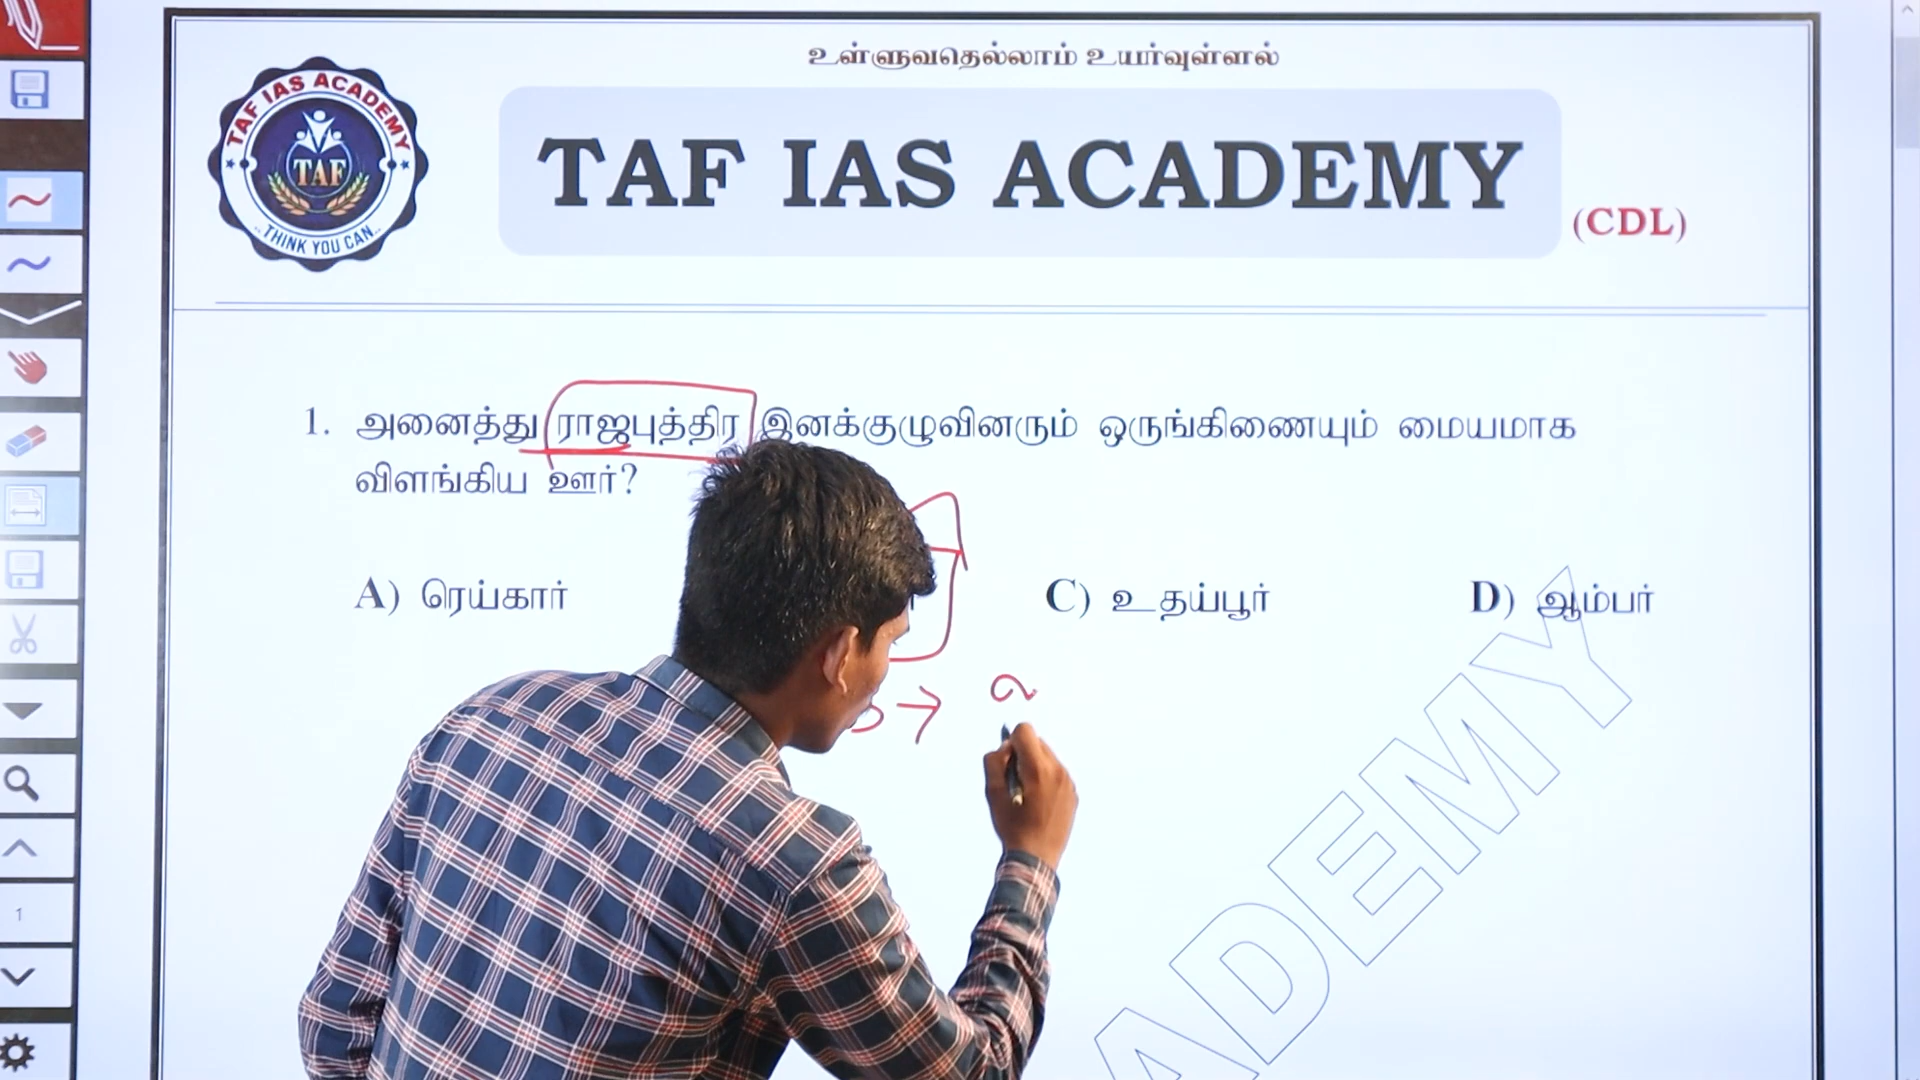 உள்ளுவதெல்லாம் உயர்வுள்ளல்
TAF IAS ACADEMY
TAF
..THINK YOU CAN..
TAF IAS ACADEMY
(CDL)
1. அனைத்து ராஜபுத்திர இனக்குழுவினரும் ஒருங்கிணையும் மையமாக
விளங்கிய ஊர்?
A) ரெய்கார்
C) உதய்பூர்
D) ஆம்பர்
ADEMY
1